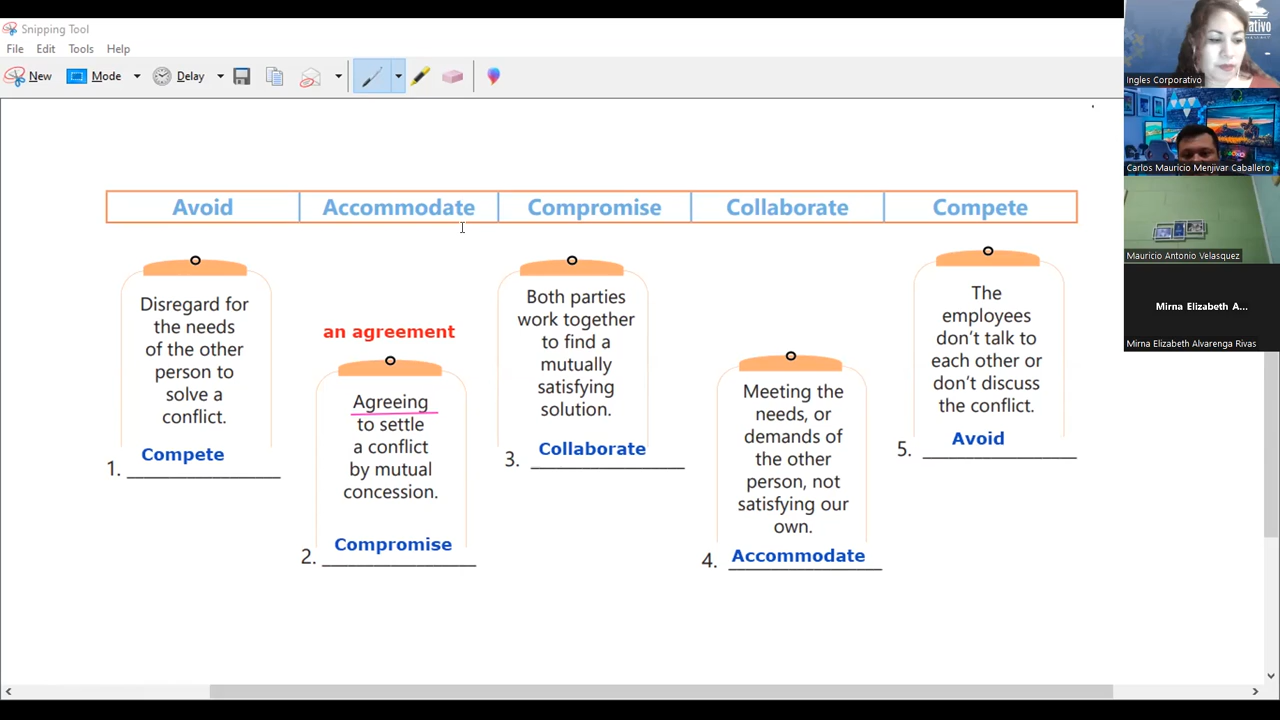 Snipping Tool
File Edit Tools Help
New Mode Delay
Avoid Accommodate Compromise Collaborate Compete
Disregard for
the needs
of the other
person to
solve a
conflict.
1. Compete
an agreement
Agreeing
to settle
a conflict
by mutual
concession.
2. Compromise
Both parties
work together
to find a
mutually
satisfying
solution.
3. Collaborate
Meeting the
needs, or
demands of
the other
person, not
satisfying our
own.
4. Accommodate
The
employees
don't talk to
each other or
don't discuss
the conflict.
5. Avoid
Ingles Corporativo
Carlos Mauricio Menjivar Caballero
Mauricio Antonio Velasquez
Mirna Elizabeth A...
Mirna Elizabeth Alvarenga Rivas